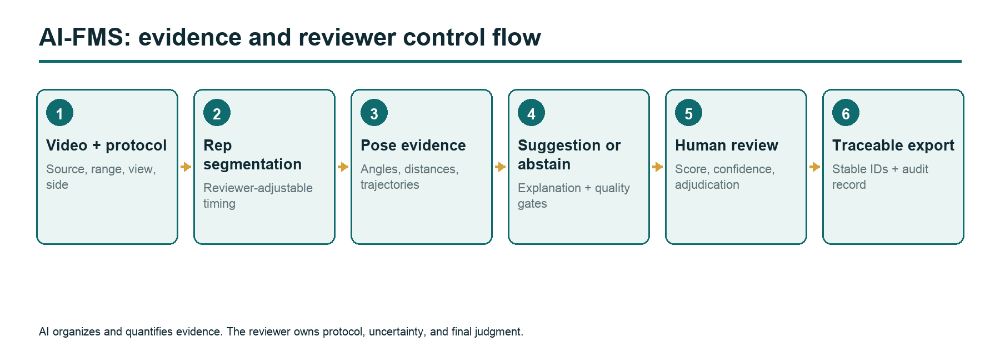 AI-FMS: evidence and reviewer control flow
1
Video + protocol
Source, range, view,
side
2
Rep
segmentation
Reviewer-adjustable
timing
3
Pose evidence
Angles, distances,
trajectories
4
Suggestion or
abstain
Explanation + quality
gates
5
Human review
Score, confidence,
adjudication
6
Traceable export
Stable IDs + audit
record
AI organizes and quantifies evidence. The reviewer owns protocol, uncertainty, and final judgment.